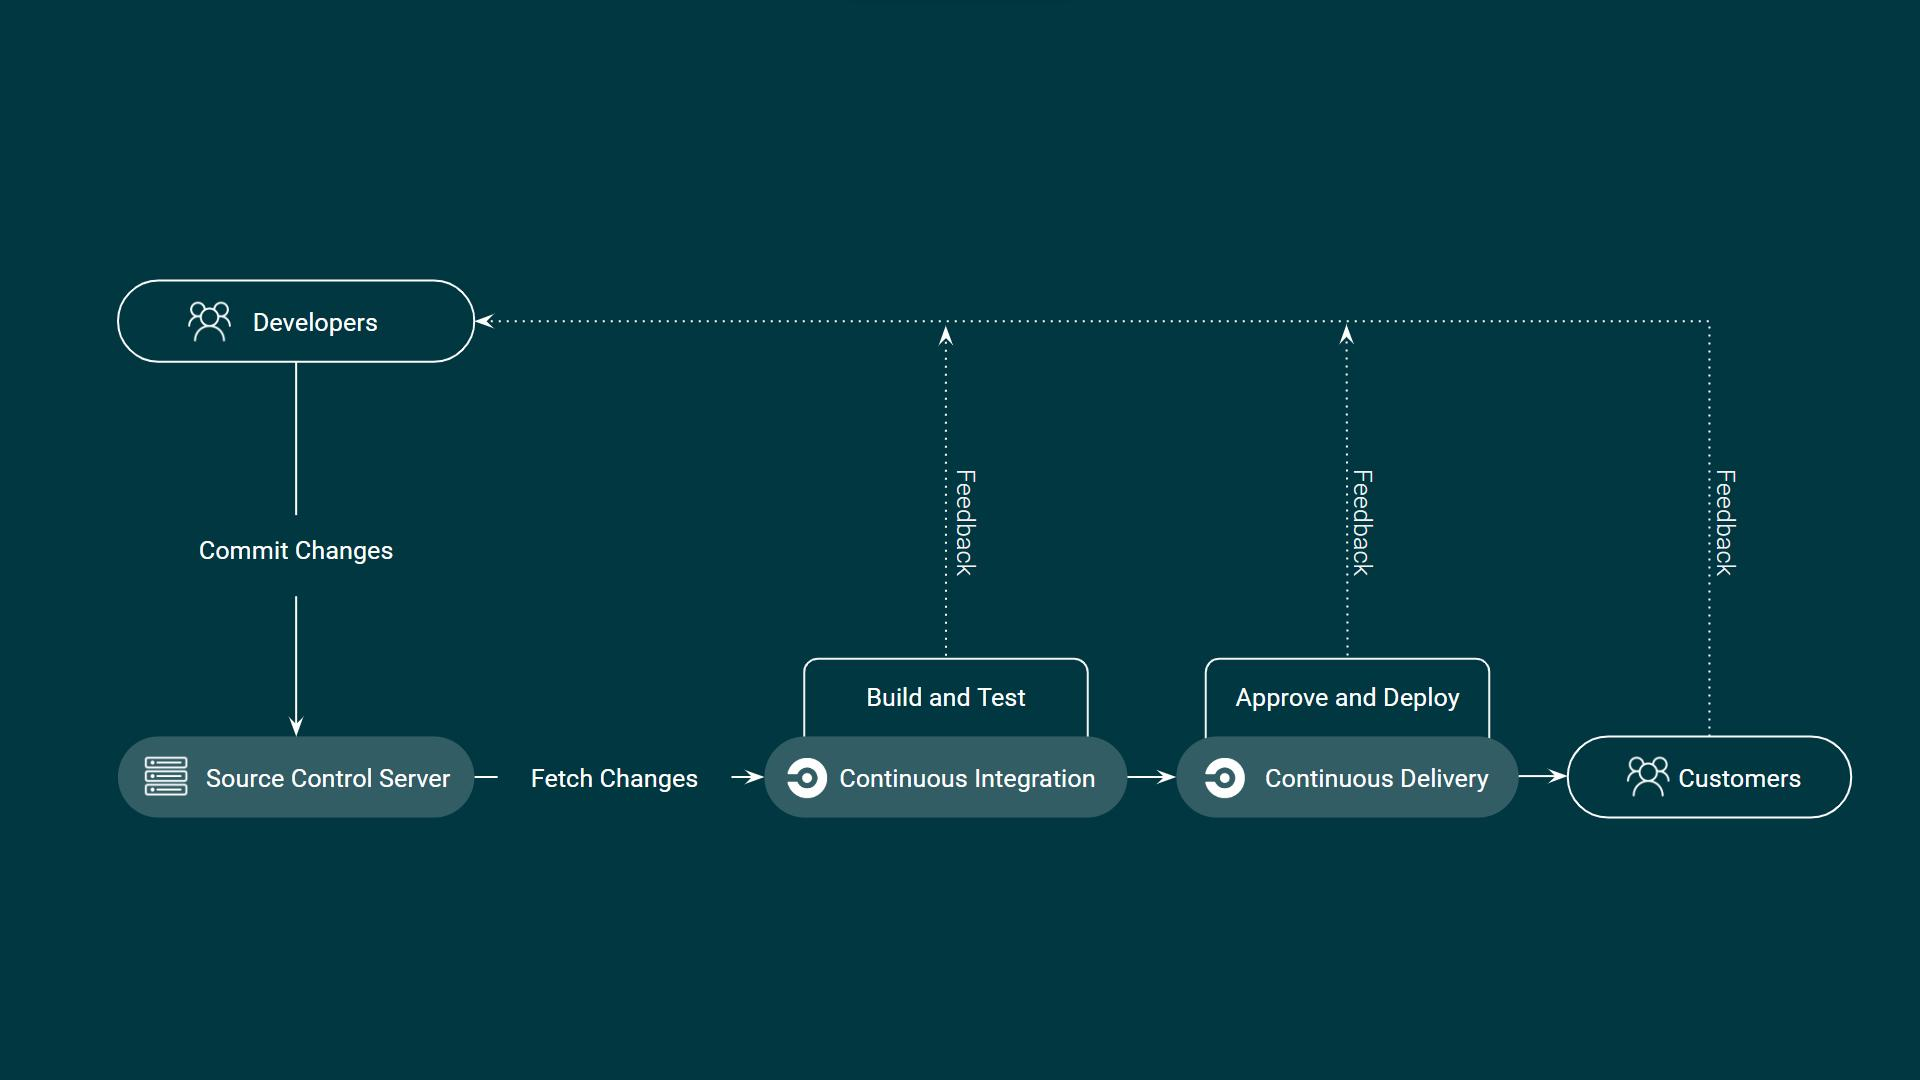 Developers
Commit Changes
Feedback
Feedback
Feedback
Build and Test
Approve and Deploy
Source Control Server
Fetch Changes
Continuous Integration
Continuous Delivery
Customers